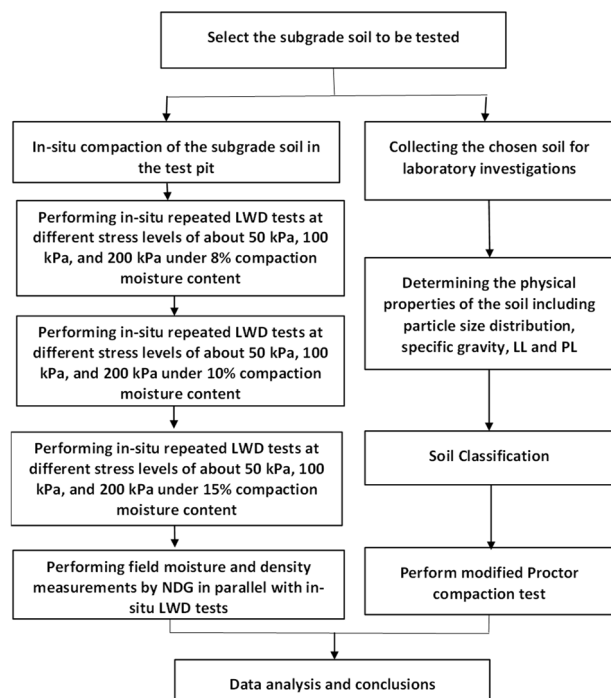 Select the subgrade soil to be tested
In-situ compaction of the subgrade soil in
the test pit
Performing in-situ repeated LWD tests at
different stress levels of about 50 kPa, 100
kPa, and 200 kPa under 8% compaction
moisture content
Performing in-situ repeated LWD tests at
different stress levels of about 50 kPa, 100
kPa, and 200 kPa under 10% compaction
moisture content
Performing in-situ repeated LWD tests at
different stress levels of about 50 kPa, 100
kPa, and 200 kPa under 15% compaction
moisture content
Performing field moisture and density
measurements by NDG in parallel with in-
situ LWD tests
Collecting the chosen soil for
laboratory investigations
Determining the physical
properties of the soil including
particle size distribution,
specific gravity, LL and PL
Soil Classification
Perform modified Proctor
compaction test
Data analysis and conclusions